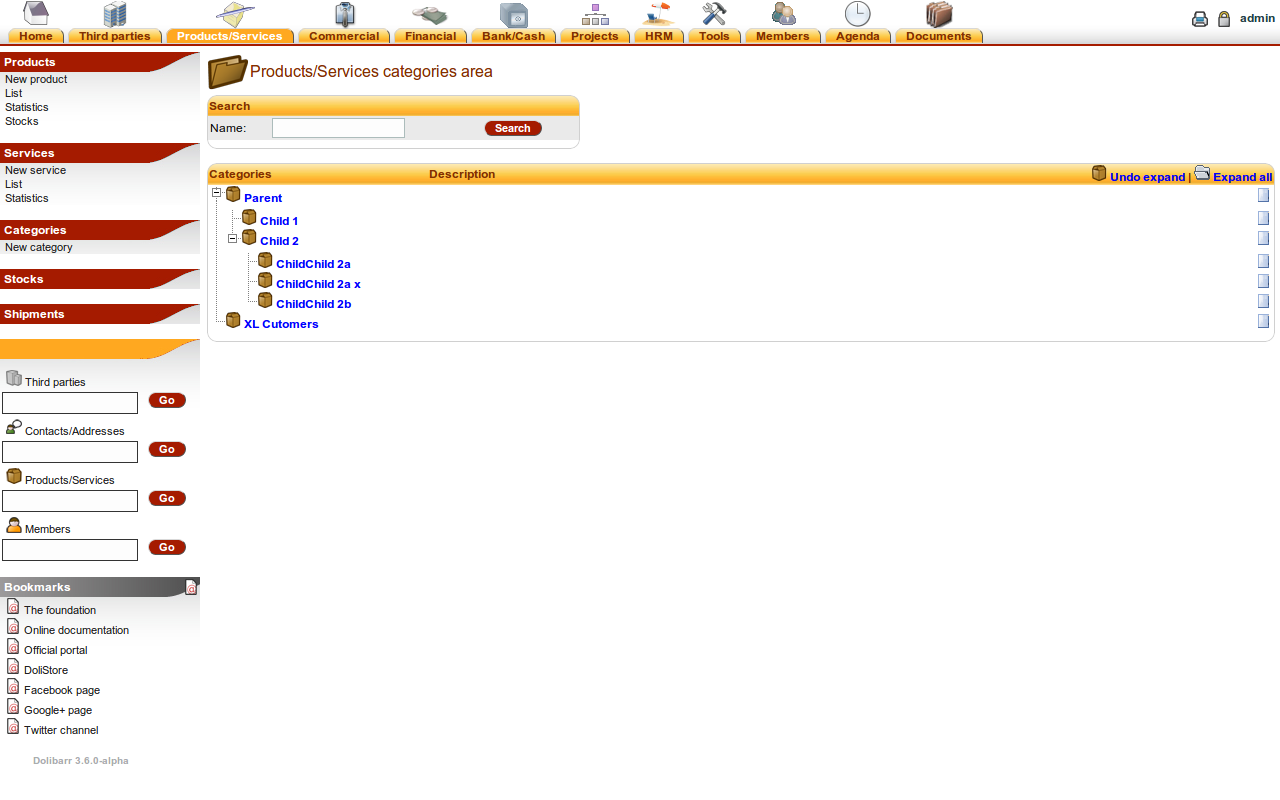 Home Third parties Products/Services Commercial Financial Bank/Cash Projects HRM Tools Members Agenda Documents admin
Products
New product
List
Statistics
Stocks
Services
New service
List
Statistics
Categories
New category
Stocks
Shipments
Third parties
Go
Contacts/Addresses
Go
Products/Services
Go
Members
Go
Bookmarks
The foundation
Online documentation
Official portal
DoliStore
Facebook page
Google+ page
Twitter channel
Dolibarr 3.6.0-alpha
Products/Services categories area
Search
Name: Search
Categories Description Undo expand | Expand all
Parent
Child 1
Child 2
ChildChild 2a
ChildChild 2a x
ChildChild 2b
XL Cutomers